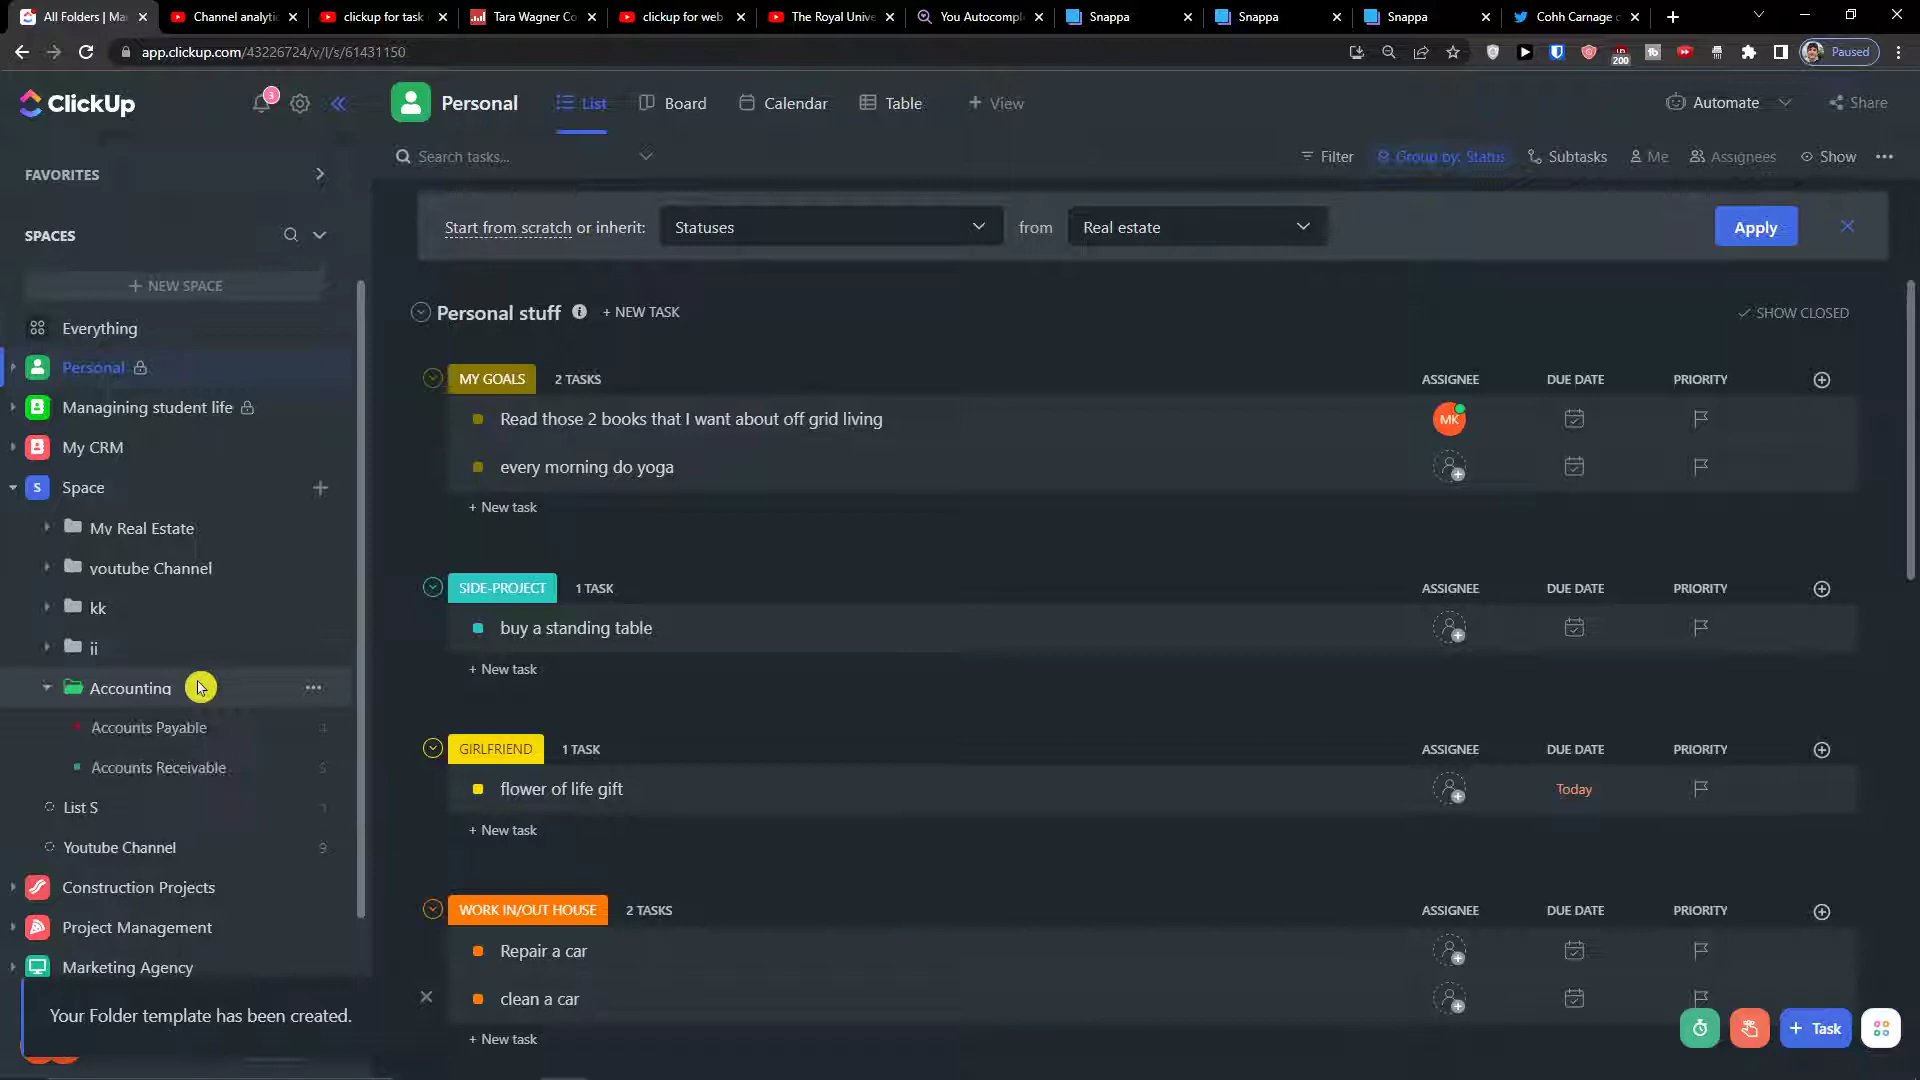 All Folders | Ma
Channel analytic
clickup for task
Tara Wagner Co
clickup for web
The Royal Unive
You Autocompl
Snappa
Snappa
Snappa
Cohh Carnage
app.clickup.com/43226724/v/l/s/61431150
200
Paused
ClickUp
3
Personal
List
Board
Calendar
Table
+ View
Automate
Share
FAVORITES
Search tasks...
Filter
Group by: Status
Subtasks
Me
Assignees
Show
SPACES
Start from scratch or inherit:
Statuses
from
Real estate
Apply
+ NEW SPACE
Everything
Personal
Managining student life
My CRM
S Space
My Real Estate
youtube Channel
kk
ii
Accounting
Accounts Payable
Accounts Receivable 5
List S 1
Youtube Channel 9
Construction Projects
Project Management
Marketing Agency
Your Folder template has been created.
Personal stuff
+ NEW TASK
SHOW CLOSED
MY GOALS 2 TASKS ASSIGNEE DUE DATE PRIORITY
Read those 2 books that I want about off grid living MK
every morning do yoga
+ New task
SIDE-PROJECT 1 TASK ASSIGNEE DUE DATE PRIORITY
buy a standing table
+ New task
GIRLFRIEND 1 TASK ASSIGNEE DUE DATE PRIORITY
flower of life gift Today
+ New task
WORK IN/OUT HOUSE 2 TASKS ASSIGNEE DUE DATE PRIORITY
Repair a car
clean a car
+ New task
+ Task